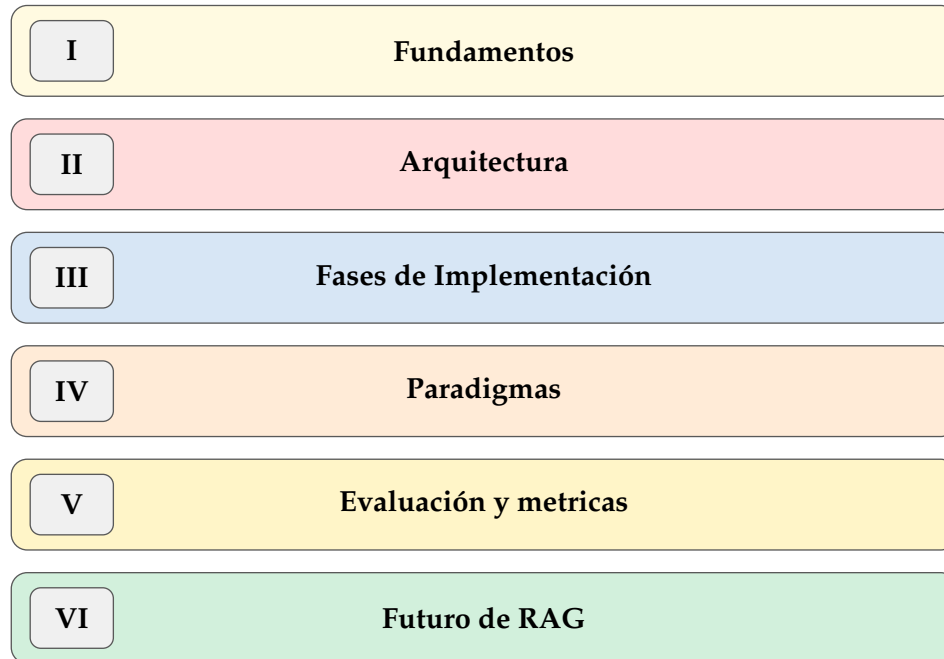 I
Fundamentos
II
Arquitectura
III
Fases de Implementación
IV
Paradigmas
V
Evaluación y metricas
VI
Futuro de RAG